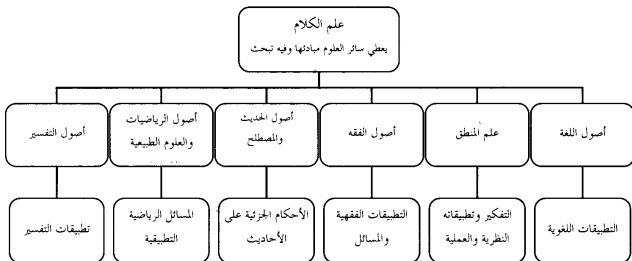 علم الكلام
يعطي سائر العلوم مبادئها وفيه تبحث
أصول اللغة
علم المنطق
أصول الفقه
أصول الحديث
والمصطلح
أصول الرياضيات
والعلوم الطبيعية
أصول التفسير
التطبيقات اللغوية
التفكير وتطبيقاته
النظرية والعملية
التطبيقات الفقهية
والمسائل
الأحكام الجزئية على
الأحاديث
المسائل الرياضية
التطبيقية
تطبيقات التفسير